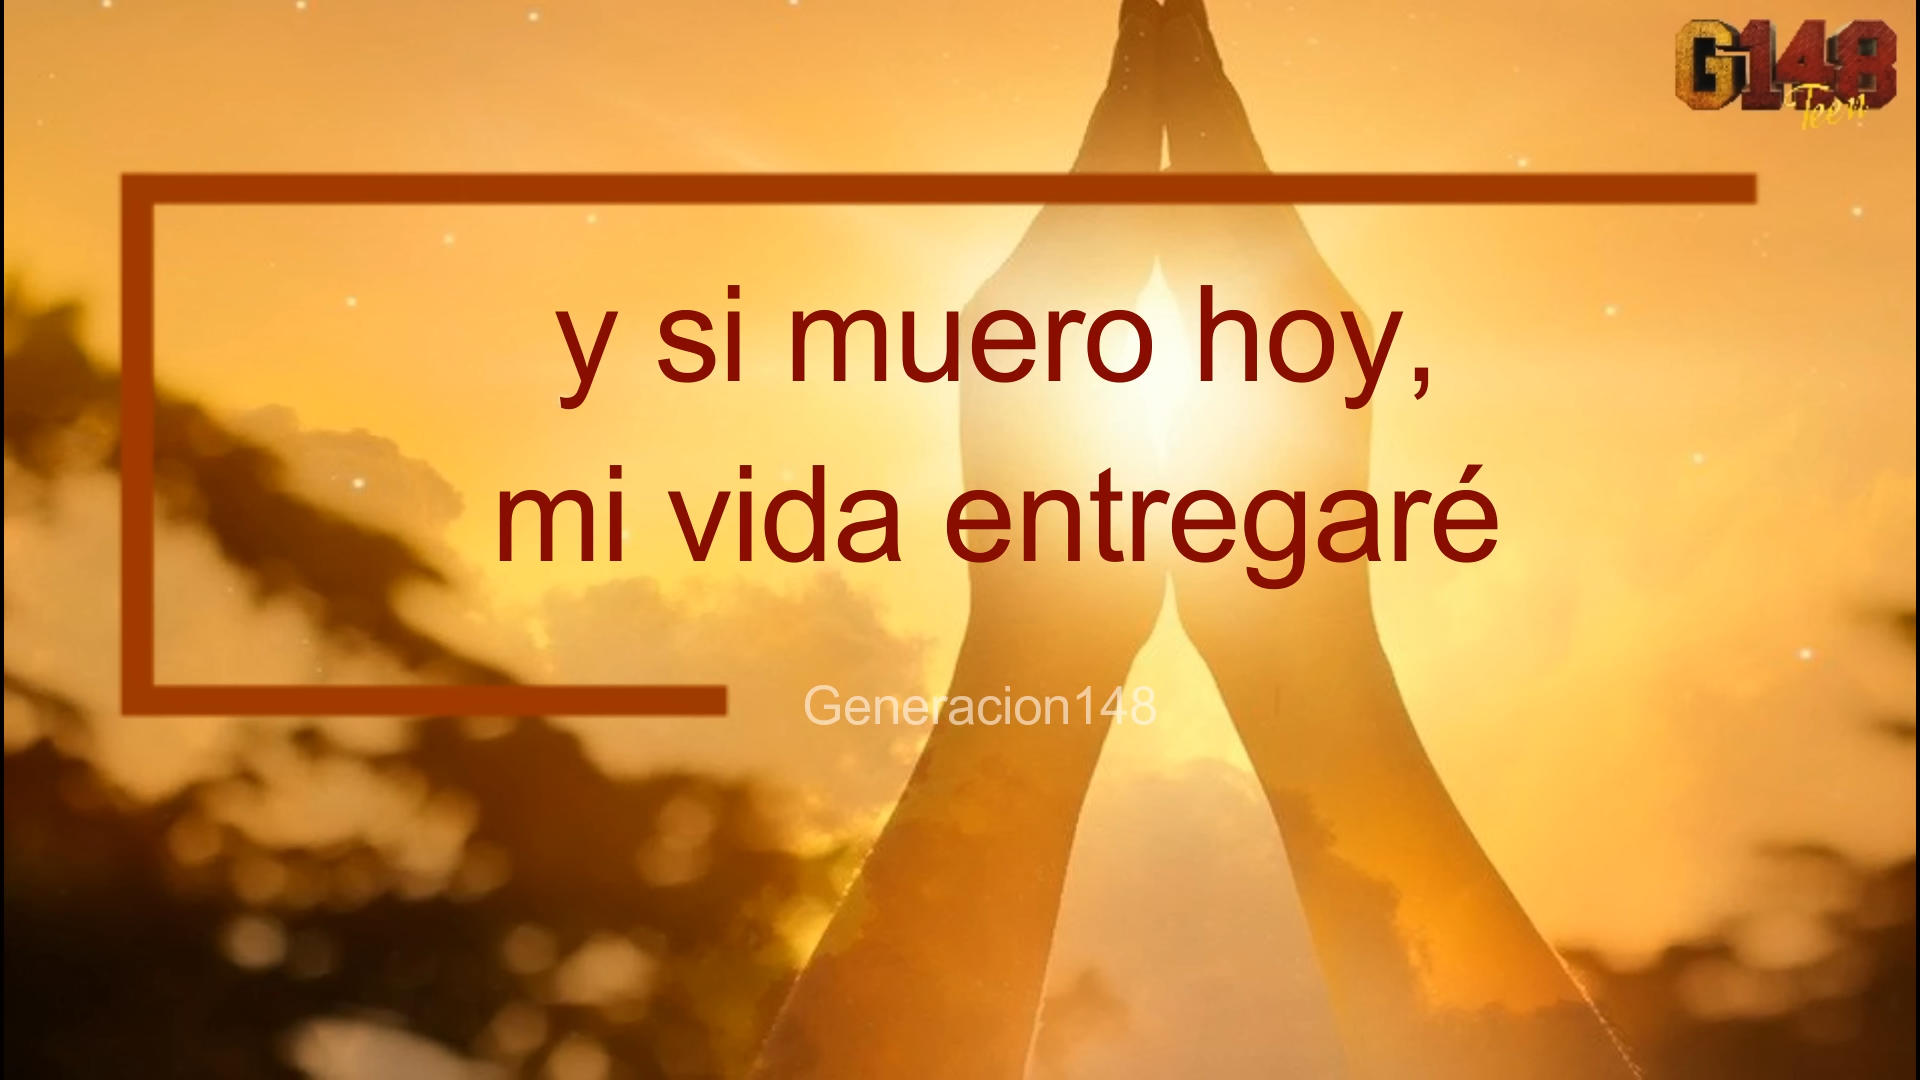 G148
Teen
y si muero hoy,
mi vida entregaré
Generacion148